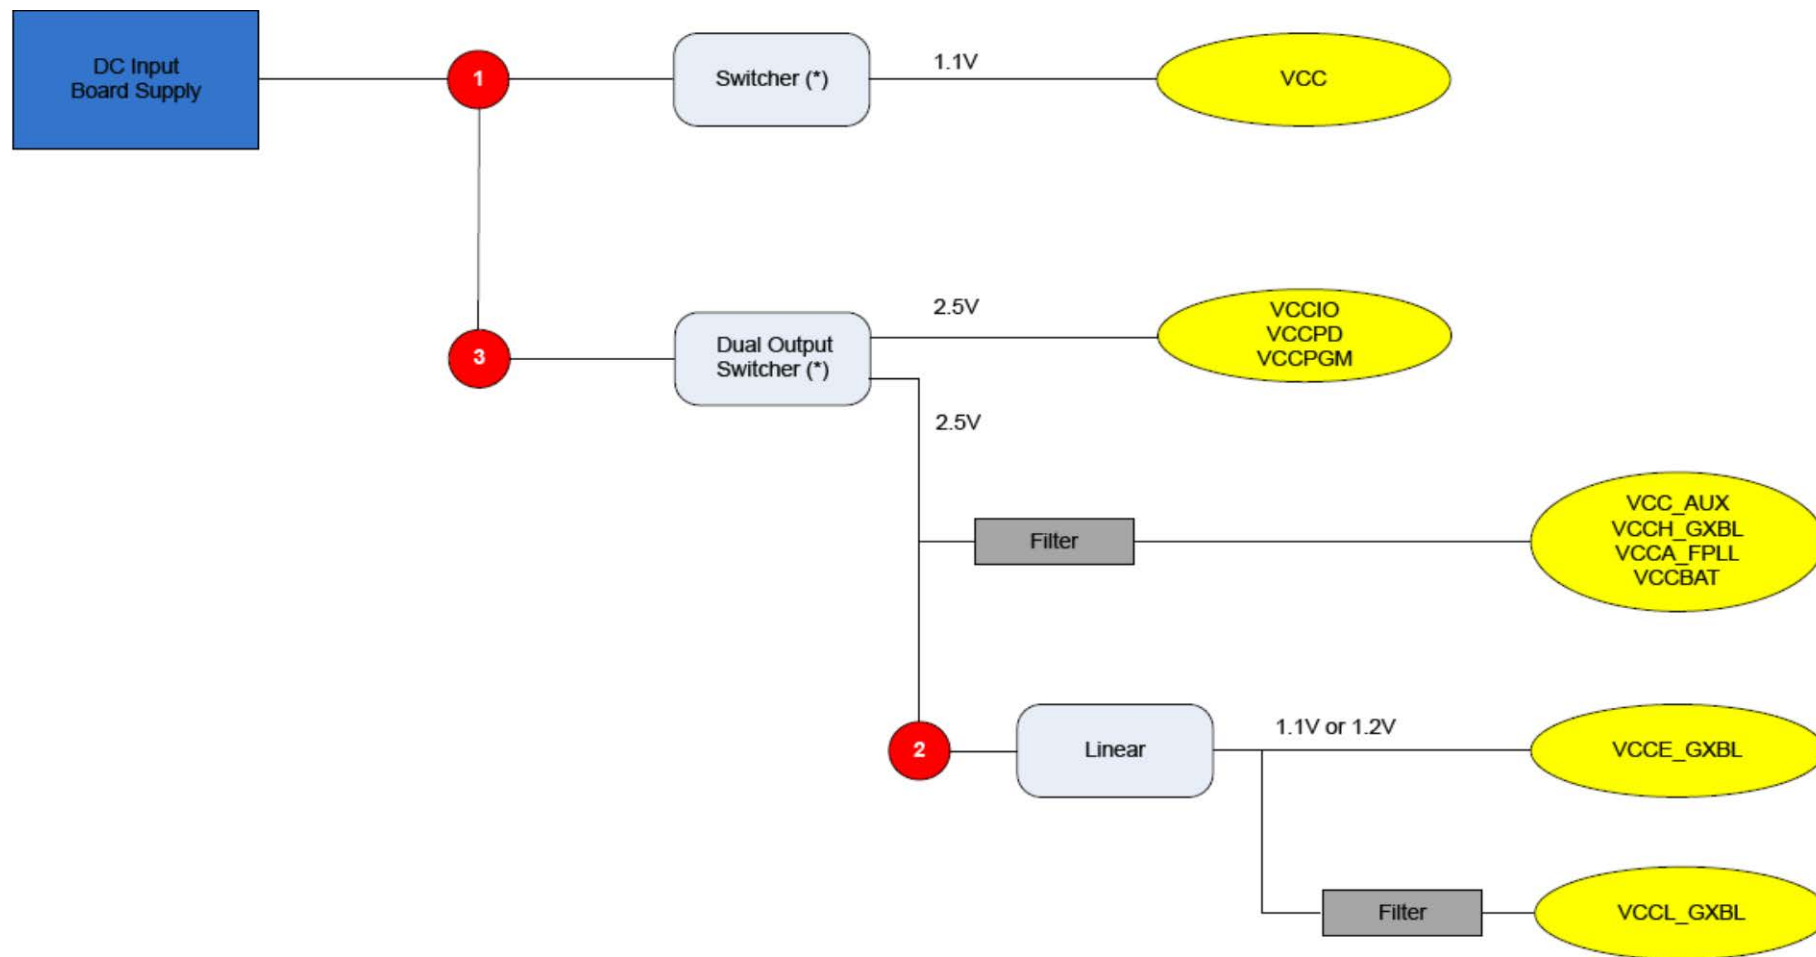 DC Input
Board Supply
1
Switcher (*)
1.1V
VCC
3
Dual Output
Switcher (*)
2.5V
VCCIO
VCCPD
VCCPGM
2.5V
Filter
VCC_AUX
VCCH_GXBL
VCCA_FPLL
VCCBAT
2
Linear
1.1V or 1.2V
VCCE_GXBL
Filter
VCCL_GXBL